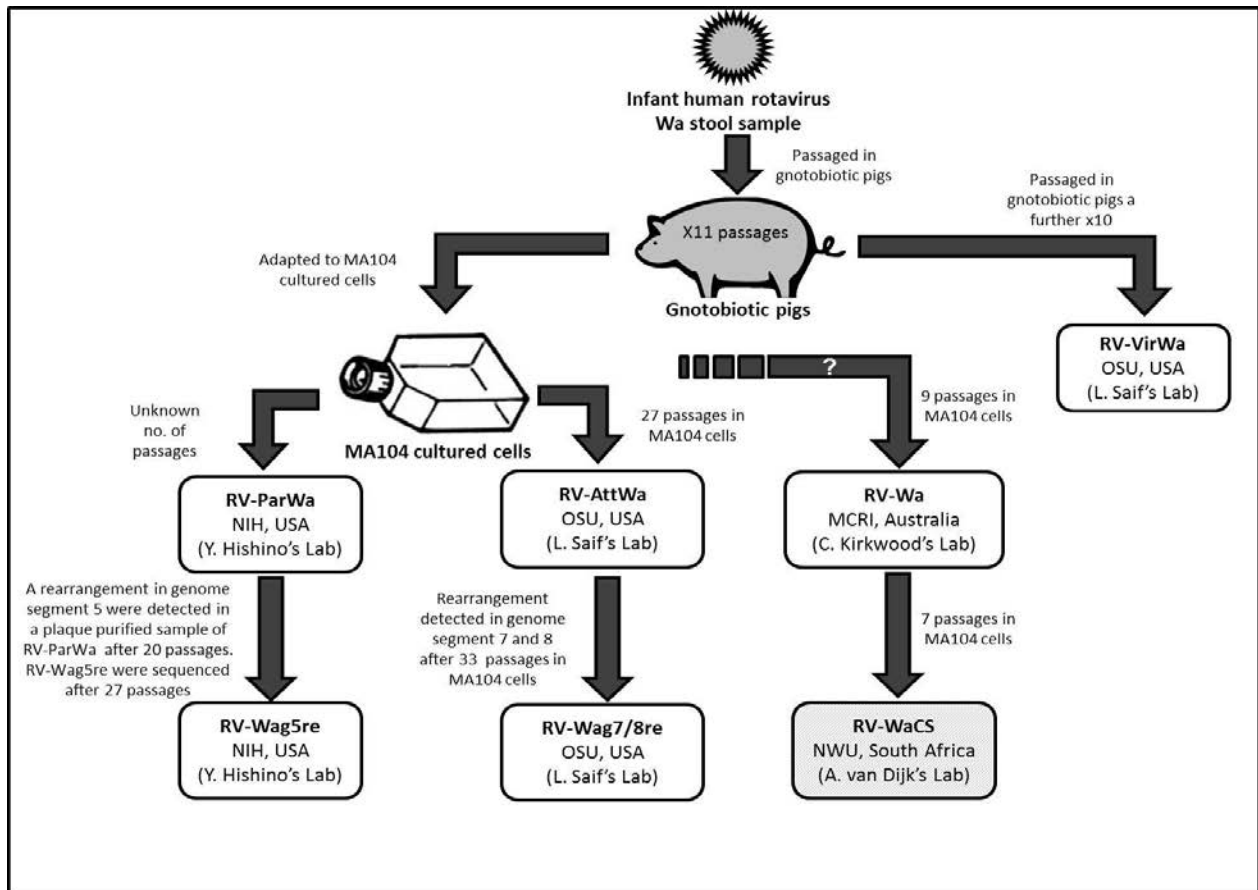 Infant human rotavirus
Wa stool sample
Passaged in
gnotobiotic pigs
Passaged in
gnotobiotic pigs a
further x10
X11 passages
Adapted to MA104
cultured cells
Gnotobiotic pigs
RV-VirWa
OSU, USA
(L. Saif's Lab)
?
Unknown
no. of
passages
27 passages in
MA104 cells
9 passages in
MA104 cells
MA104 cultured cells
RV-ParWa
NIH, USA
(Y. Hishino's Lab)
RV-AttWa
OSU, USA
(L. Saif's Lab)
RV-Wa
MCRI, Australia
(C. Kirkwood's Lab)
A rearrangement in genome
segment 5 were detected in
a plaque purified sample of
RV-ParWa after 20 passages.
RV-Wag5re were sequenced
after 27 passages
Rearrangement
detected in genome
segment 7 and 8
after 33 passages in
MA104 cells
7 passages in
MA104 cells
RV-Wag5re
NIH, USA
(Y. Hishino's Lab)
RV-Wag7/8re
OSU, USA
(L. Saif's Lab)
RV-WaCS
NWU, South Africa
(A. van Dijk's Lab)